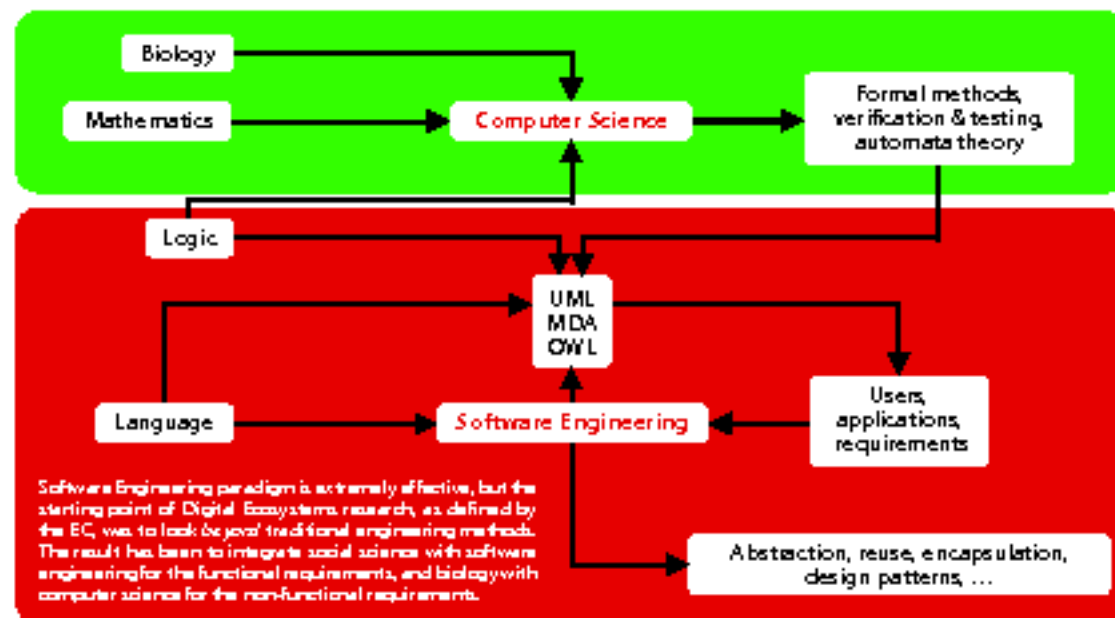 Biology
Mathematics
Computer Science
Formal methods,
verification & testing,
automata theory
Logic
UML
MDA
OWL
Language
Software Engineering
Users,
applications,
requirements
Software Engineering paradigm is extremely effective, but the
starting point of Digital Ecosystems research, as defined by
the EC, was to look beyond traditional engineering methods.
The result has been to integrate social science with software
engineering for the functional requirements, and biology with
computer science for the non-functional requirements.
Abstraction, reuse, encapsulation,
design patterns, …